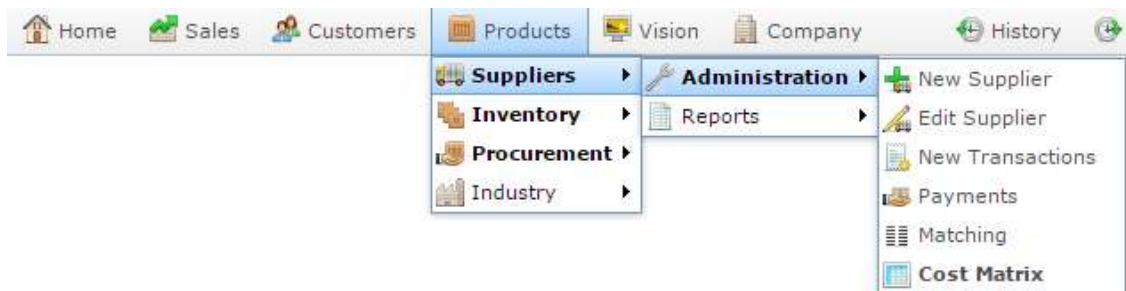 Home Sales Customers Products Vision Company History
Suppliers Administration New Supplier
Inventory Reports Edit Supplier
Procurement New Transactions
Industry Payments
Matching
Cost Matrix